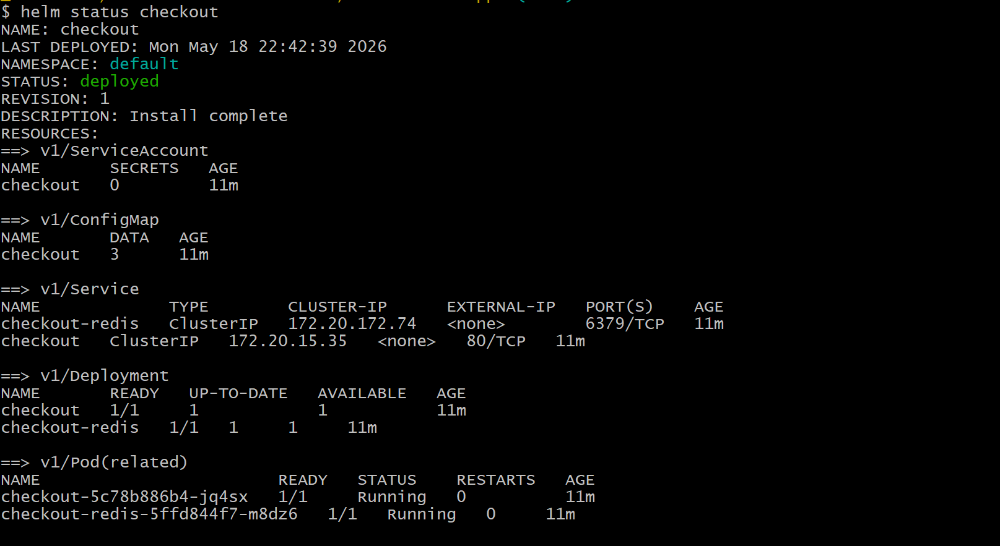 $ helm status checkout
NAME: checkout
LAST DEPLOYED: Mon May 18 22:42:39 2026
NAMESPACE: default
STATUS: deployed
REVISION: 1
DESCRIPTION: Install complete
RESOURCES:
==> v1/ServiceAccount
NAME       SECRETS   AGE
checkout   0         11m

==> v1/ConfigMap
NAME       DATA   AGE
checkout   3      11m

==> v1/Service
NAME             TYPE        CLUSTER-IP      EXTERNAL-IP   PORT(S)    AGE
checkout-redis   ClusterIP   172.20.172.74   <none>        6379/TCP   11m
checkout   ClusterIP   172.20.15.35   <none>   80/TCP   11m

==> v1/Deployment
NAME       READY   UP-TO-DATE   AVAILABLE   AGE
checkout   1/1     1            1           11m
checkout-redis   1/1   1     1     11m

==> v1/Pod(related)
NAME                        READY   STATUS    RESTARTS   AGE
checkout-5c78b886b4-jq4sx   1/1     Running   0          11m
checkout-redis-5ffd844f7-m8dz6   1/1   Running   0     11m